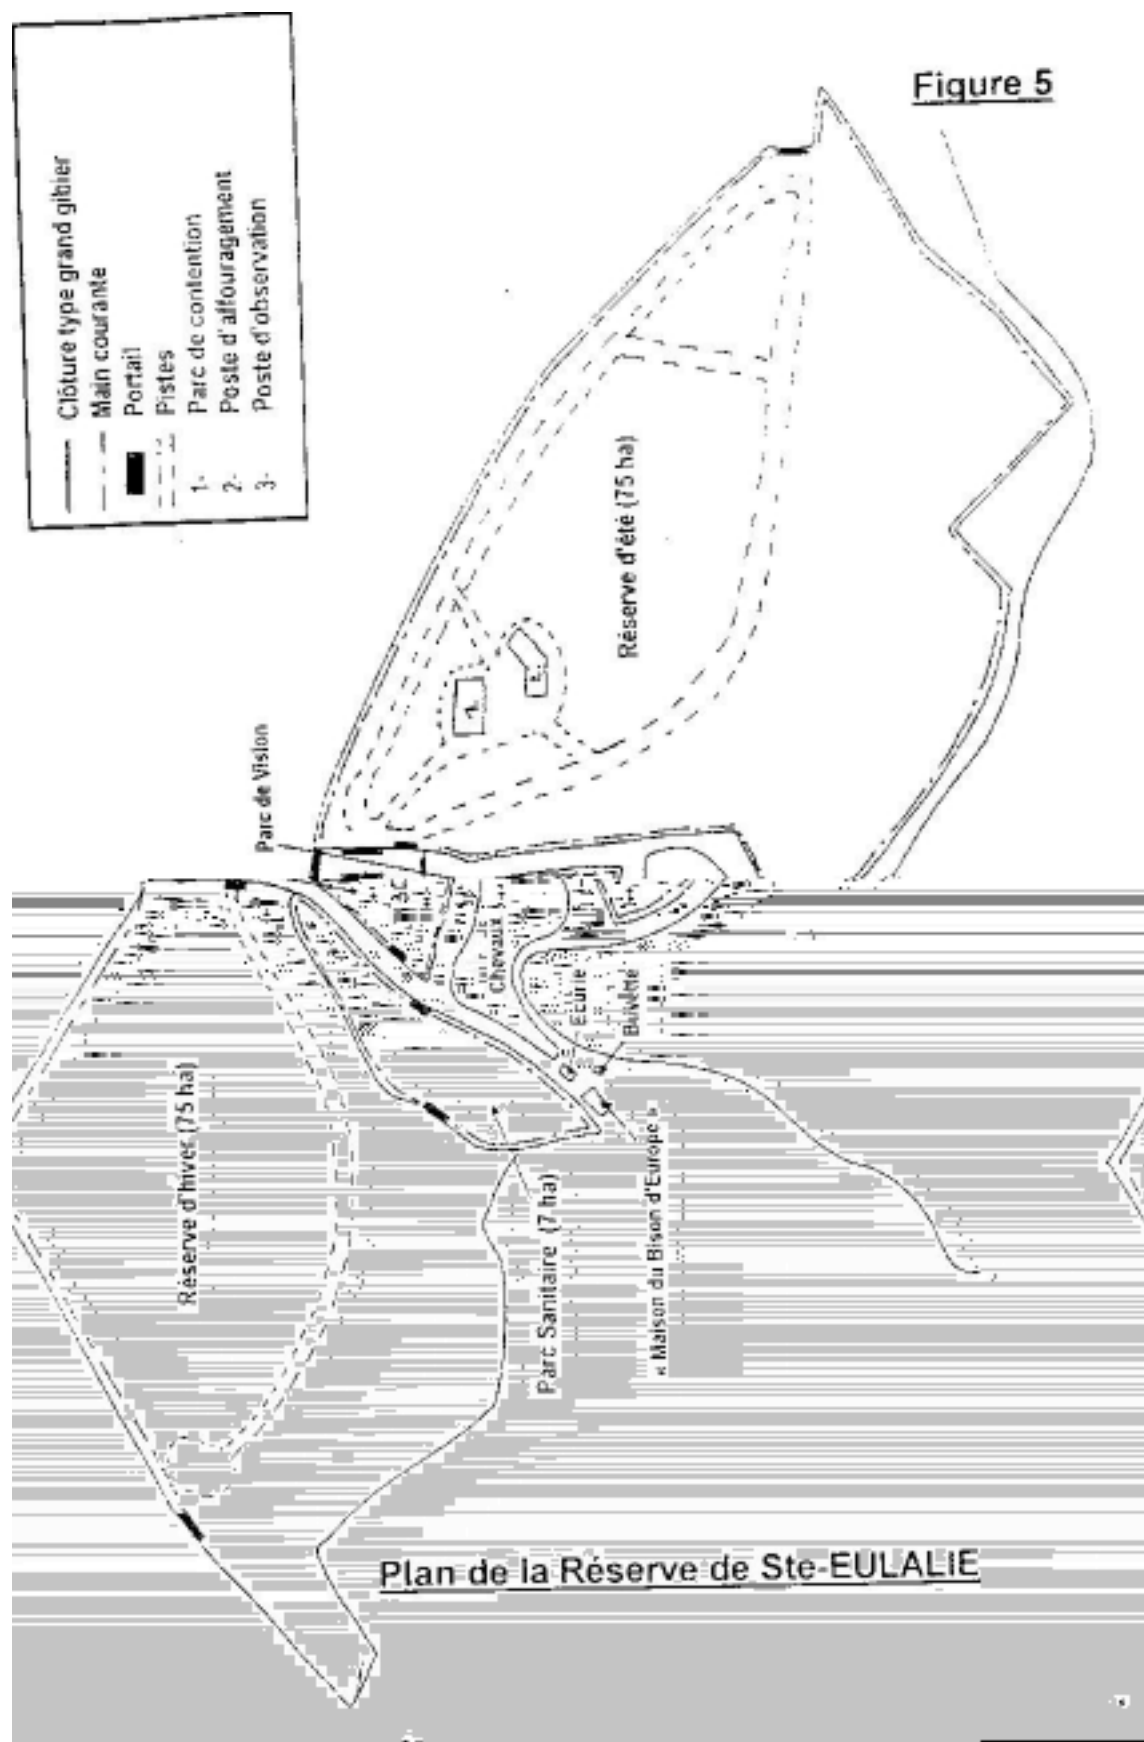 Figure 5
Clôture type grand gibier
Main courante
Portail
Pistes
1- Parc de contention
2- Poste d'affouragement
3- Poste d'observation
Réserve d'été (75 ha)
Parc de Vision
Chevaux
Ecurie
Buvette
Réserve d'hiver (75 ha)
Parc Sanitaire (7 ha)
« Maison du Bison d'Europe »
Plan de la Réserve de Ste-EULALIE